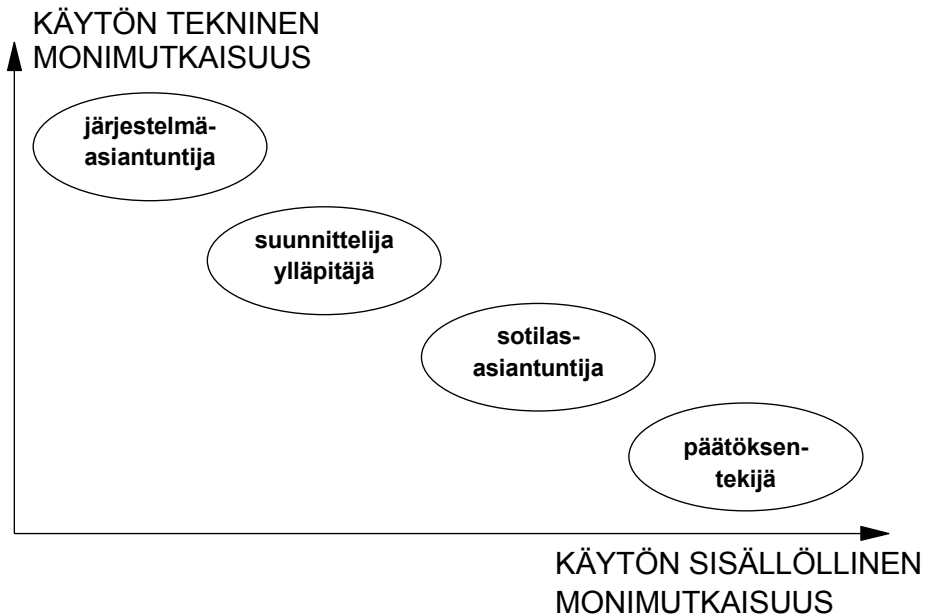 KÄYTÖN TEKNINEN
MONIMUTKAISUUS
järjestelmä-
asiantuntija
suunnittelija
ylläpitäjä
sotilas-
asiantuntija
päätöksen-
tekijä
KÄYTÖN SISÄLLÖLLINEN
MONIMUTKAISUUS